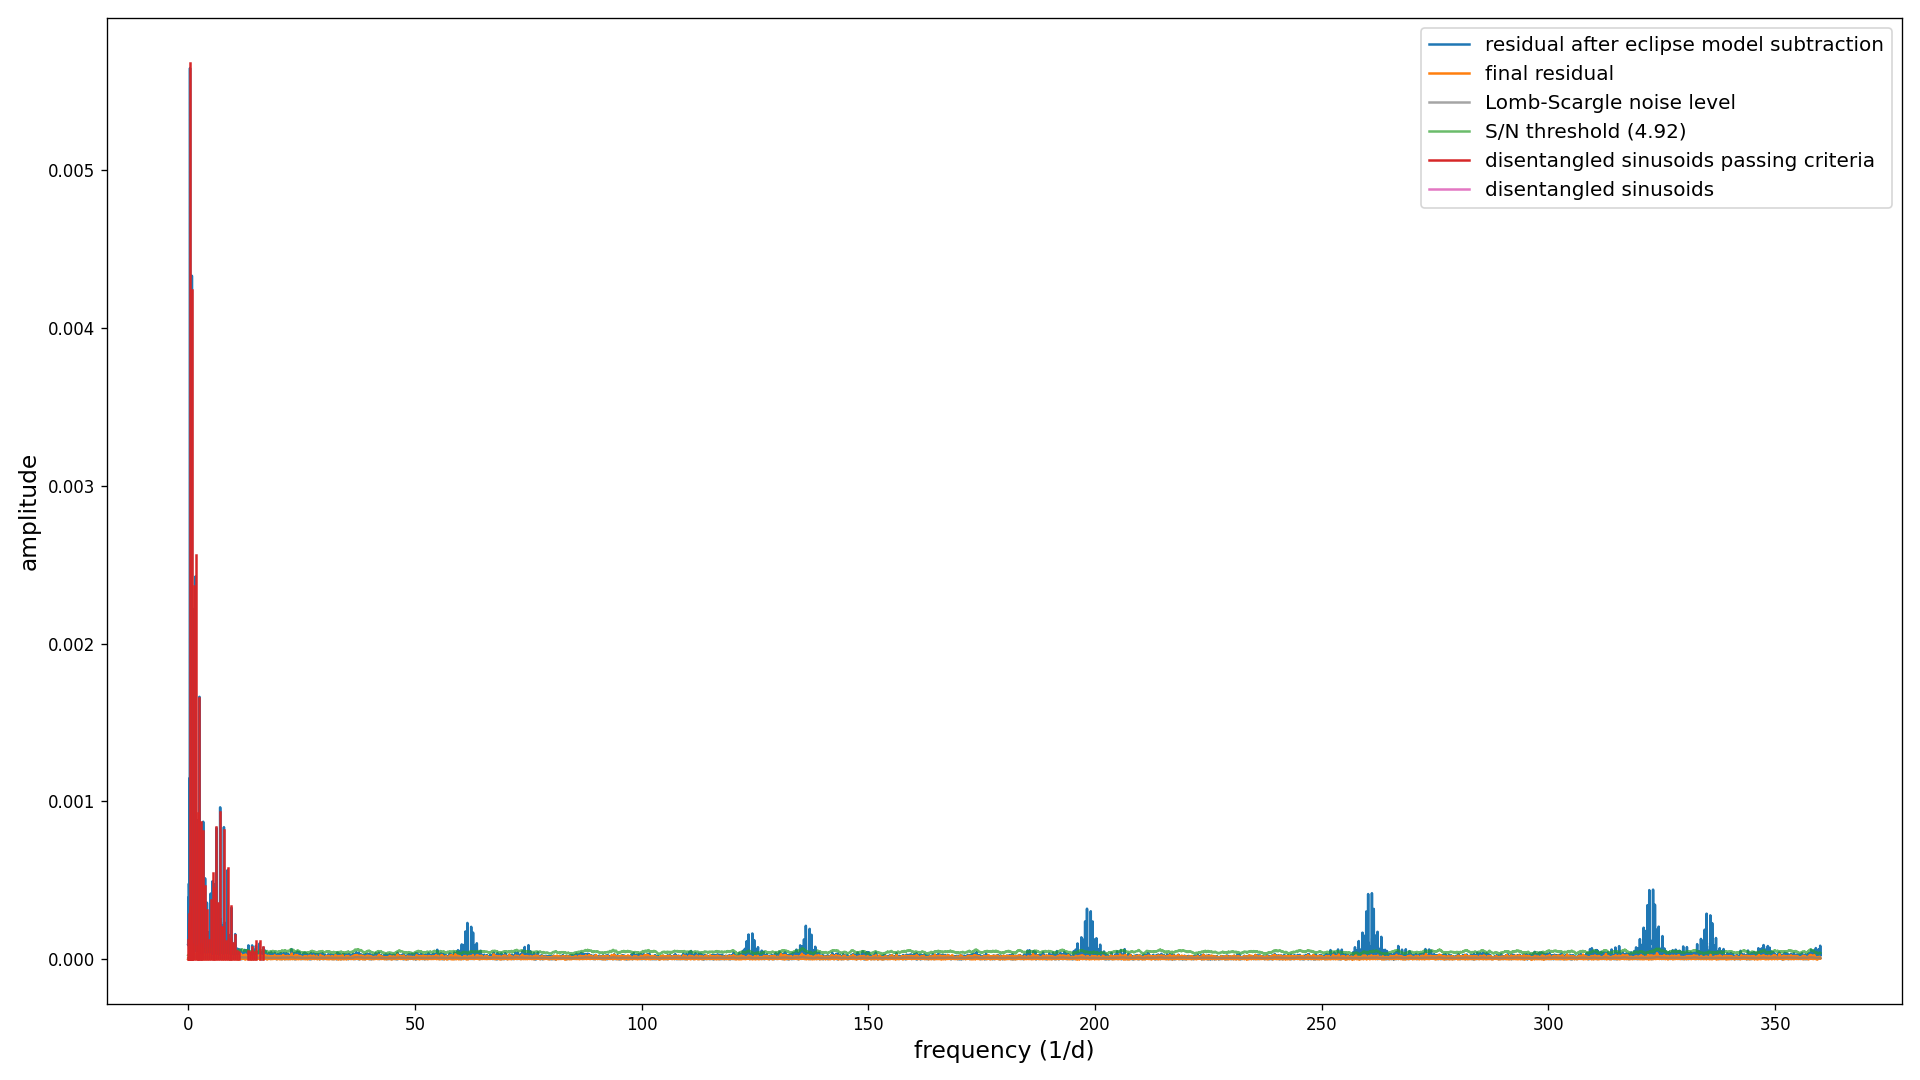 residual after eclipse model subtraction
final residual
Lomb-Scargle noise level
S/N threshold (4.92)
disentangled sinusoids passing criteria
disentangled sinusoids
amplitude
0.005
0.004
0.003
0.002
0.001
0.000
0 50 100 150 200 250 300 350
frequency (1/d)